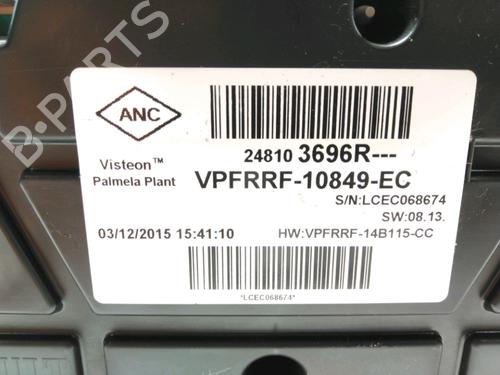 B-PARTS
ANC
24810 3696R---
Visteon™
Palmela Plant
VPFRRF-10849-EC
S/N:LCEC068674
SW:08.13.
03/12/2015 15:41:10
HW:VPFRRF-14B115-CC
*LCEC068674*